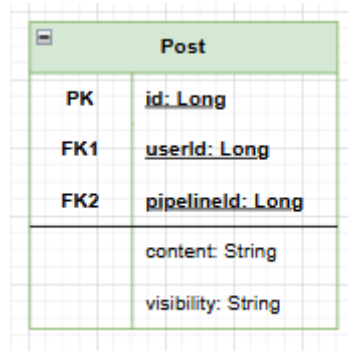 Post
PK id: Long
FK1 userId: Long
FK2 pipelineId: Long
content: String
visibility: String